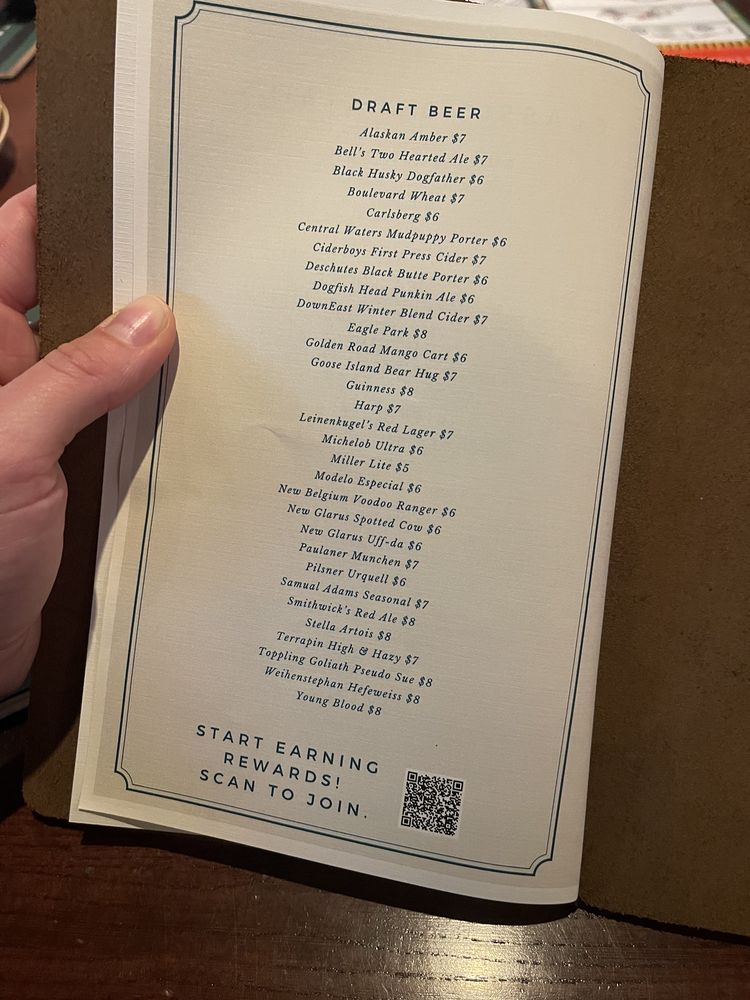 DRAFT BEER
Alaskan Amber $7
Bell's Two Hearted Ale $7
Black Husky Dogfather $6
Boulevard Wheat $7
Carlsberg $6
Central Waters Mudpuppy Porter $6
Ciderboys First Press Cider $7
Deschutes Black Butte Porter $6
Dogfish Head Punkin Ale $6
DownEast Winter Blend Cider $7
Eagle Park $8
Golden Road Mango Cart $6
Goose Island Bear Hug $7
Guinness $8
Harp $7
Leinenkugel's Red Lager $7
Michelob Ultra $6
Miller Lite $5
Modelo Especial $6
New Belgium Voodoo Ranger $6
New Glarus Spotted Cow $6
New Glarus Uff-da $6
Paulaner Munchen $7
Pilsner Urquell $6
Samual Adams Seasonal $7
Smithwick's Red Ale $8
Stella Artois $8
Terrapin High & Hazy $7
Toppling Goliath Pseudo Sue $8
Weihenstephan Hefeweiss $8
Young Blood $8
START EARNING
REWARDS!
SCAN TO JOIN.